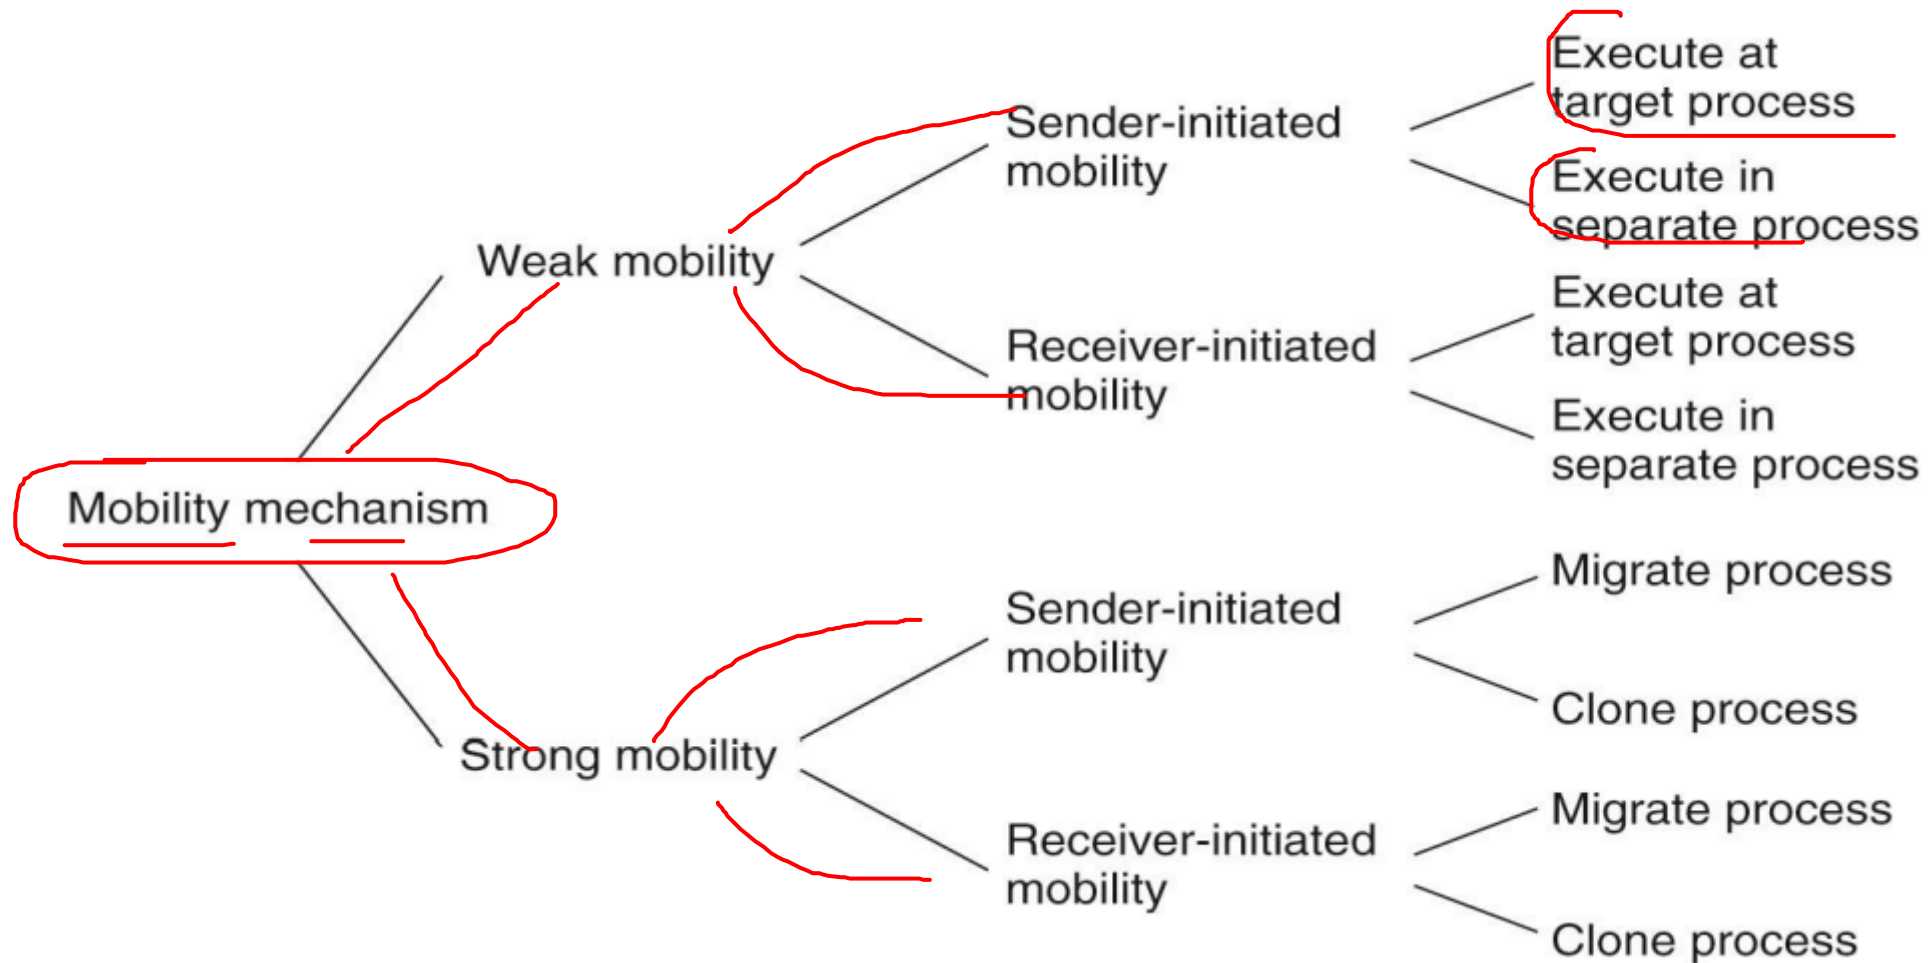 Execute at
target process
Sender-initiated
mobility
Execute in
separate process
Weak mobility
Execute at
target process
Receiver-initiated
mobility
Execute in
separate process
Mobility mechanism
Migrate process
Sender-initiated
mobility
Clone process
Strong mobility
Migrate process
Receiver-initiated
mobility
Clone process